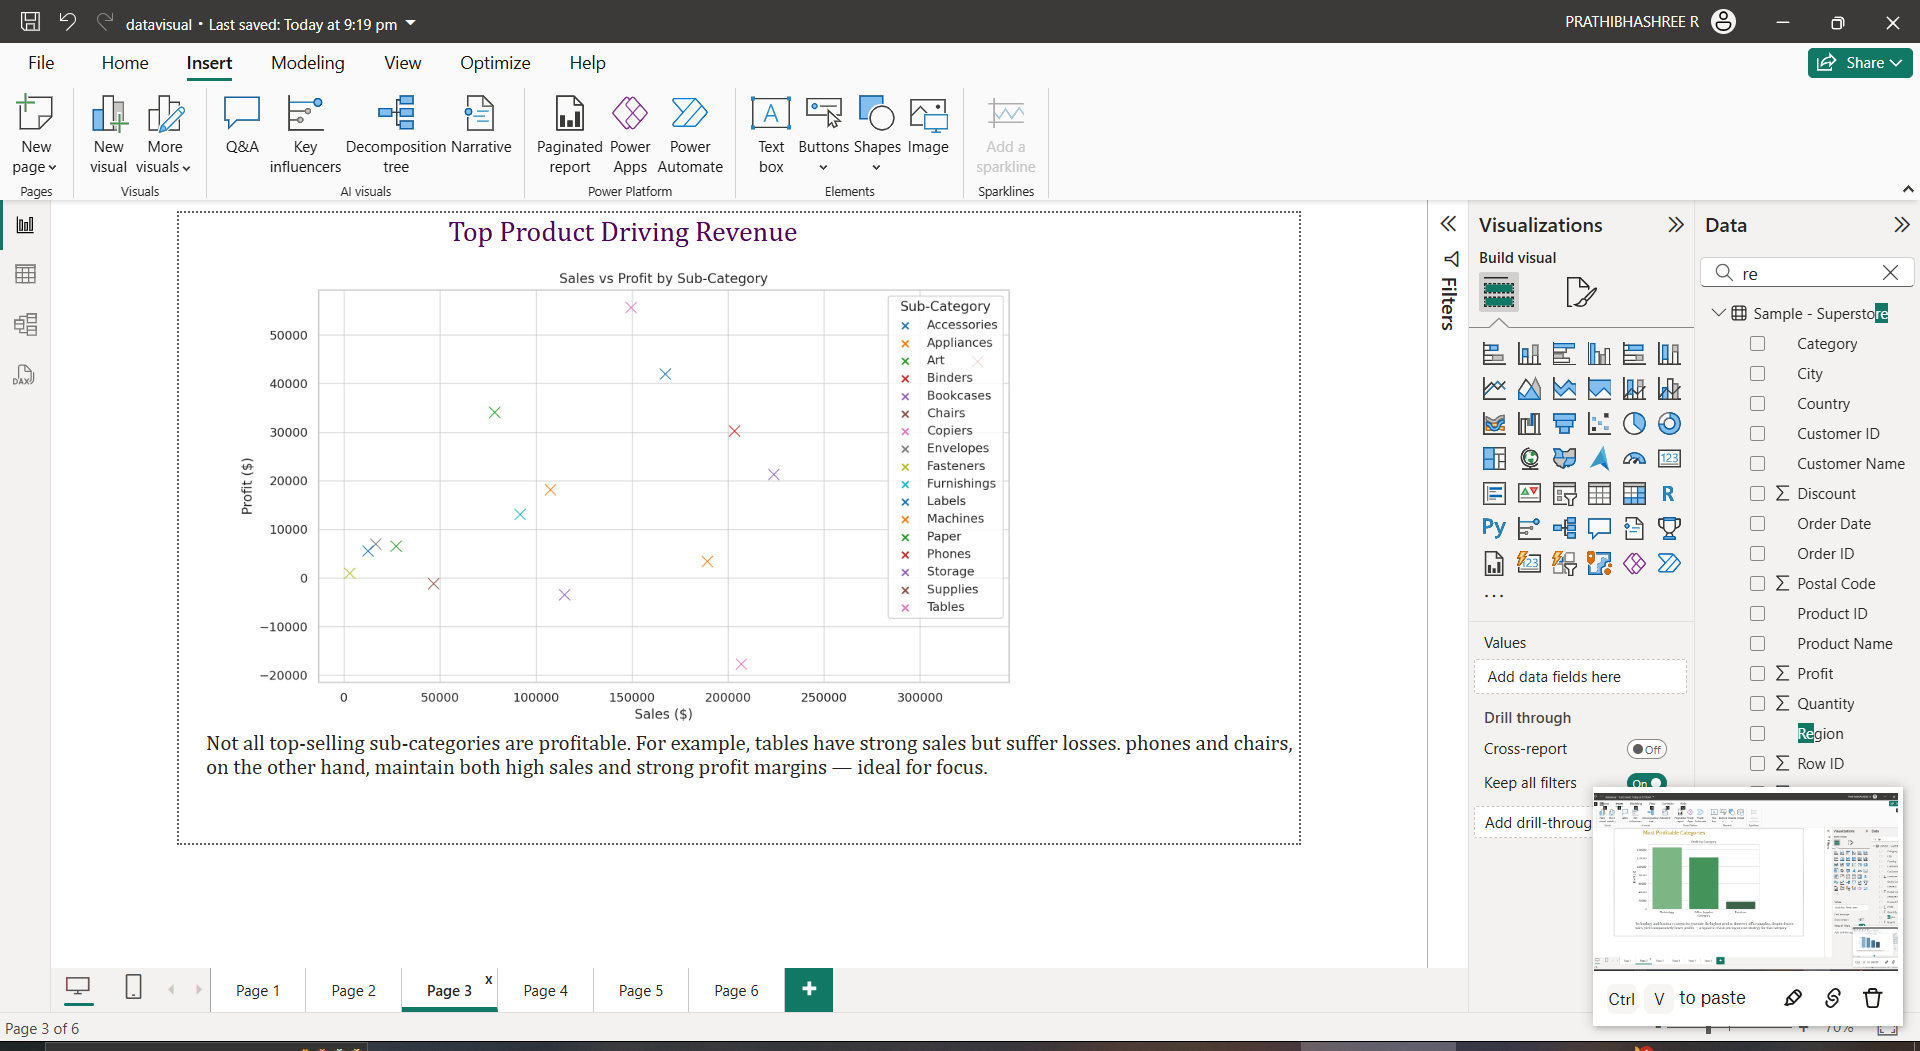 datavisual • Last saved: Today at 9:19 pm
PRATHIBHASHREE R
File Home Insert Modeling View Optimize Help
Share
New page
New visual
More visuals
Q&A
Key influencers
Decomposition tree
Narrative
Paginated report
Power Apps
Power Automate
Text box
Buttons
Shapes
Image
Add a sparkline
Pages
Visuals
AI visuals
Power Platform
Elements
Sparklines
Top Product Driving Revenue
Sales vs Profit by Sub-Category
Profit ($)
50000
40000
30000
20000
10000
0
−10000
−20000
0 50000 100000 150000 200000 250000 300000
Sales ($)
Sub-Category
Accessories
Appliances
Art
Binders
Bookcases
Chairs
Copiers
Envelopes
Fasteners
Furnishings
Labels
Machines
Paper
Phones
Storage
Supplies
Tables
Not all top-selling sub-categories are profitable. For example, tables have strong sales but suffer losses. phones and chairs,
on the other hand, maintain both high sales and strong profit margins — ideal for focus.
Filters
Visualizations
Build visual
123
R
Py
123
...
Values
Add data fields here
Drill through
Cross-report
Off
Keep all filters
On
Add drill-throug
Data
re
Sample - Superstore
Category
City
Country
Customer ID
Customer Name
Discount
Order Date
Order ID
Postal Code
Product ID
Product Name
Profit
Quantity
Region
Row ID
Most Profitable Categories
Ctrl V to paste
Page 1 Page 2 Page 3 x Page 4 Page 5 Page 6 +
Page 3 of 6
70%
DAX